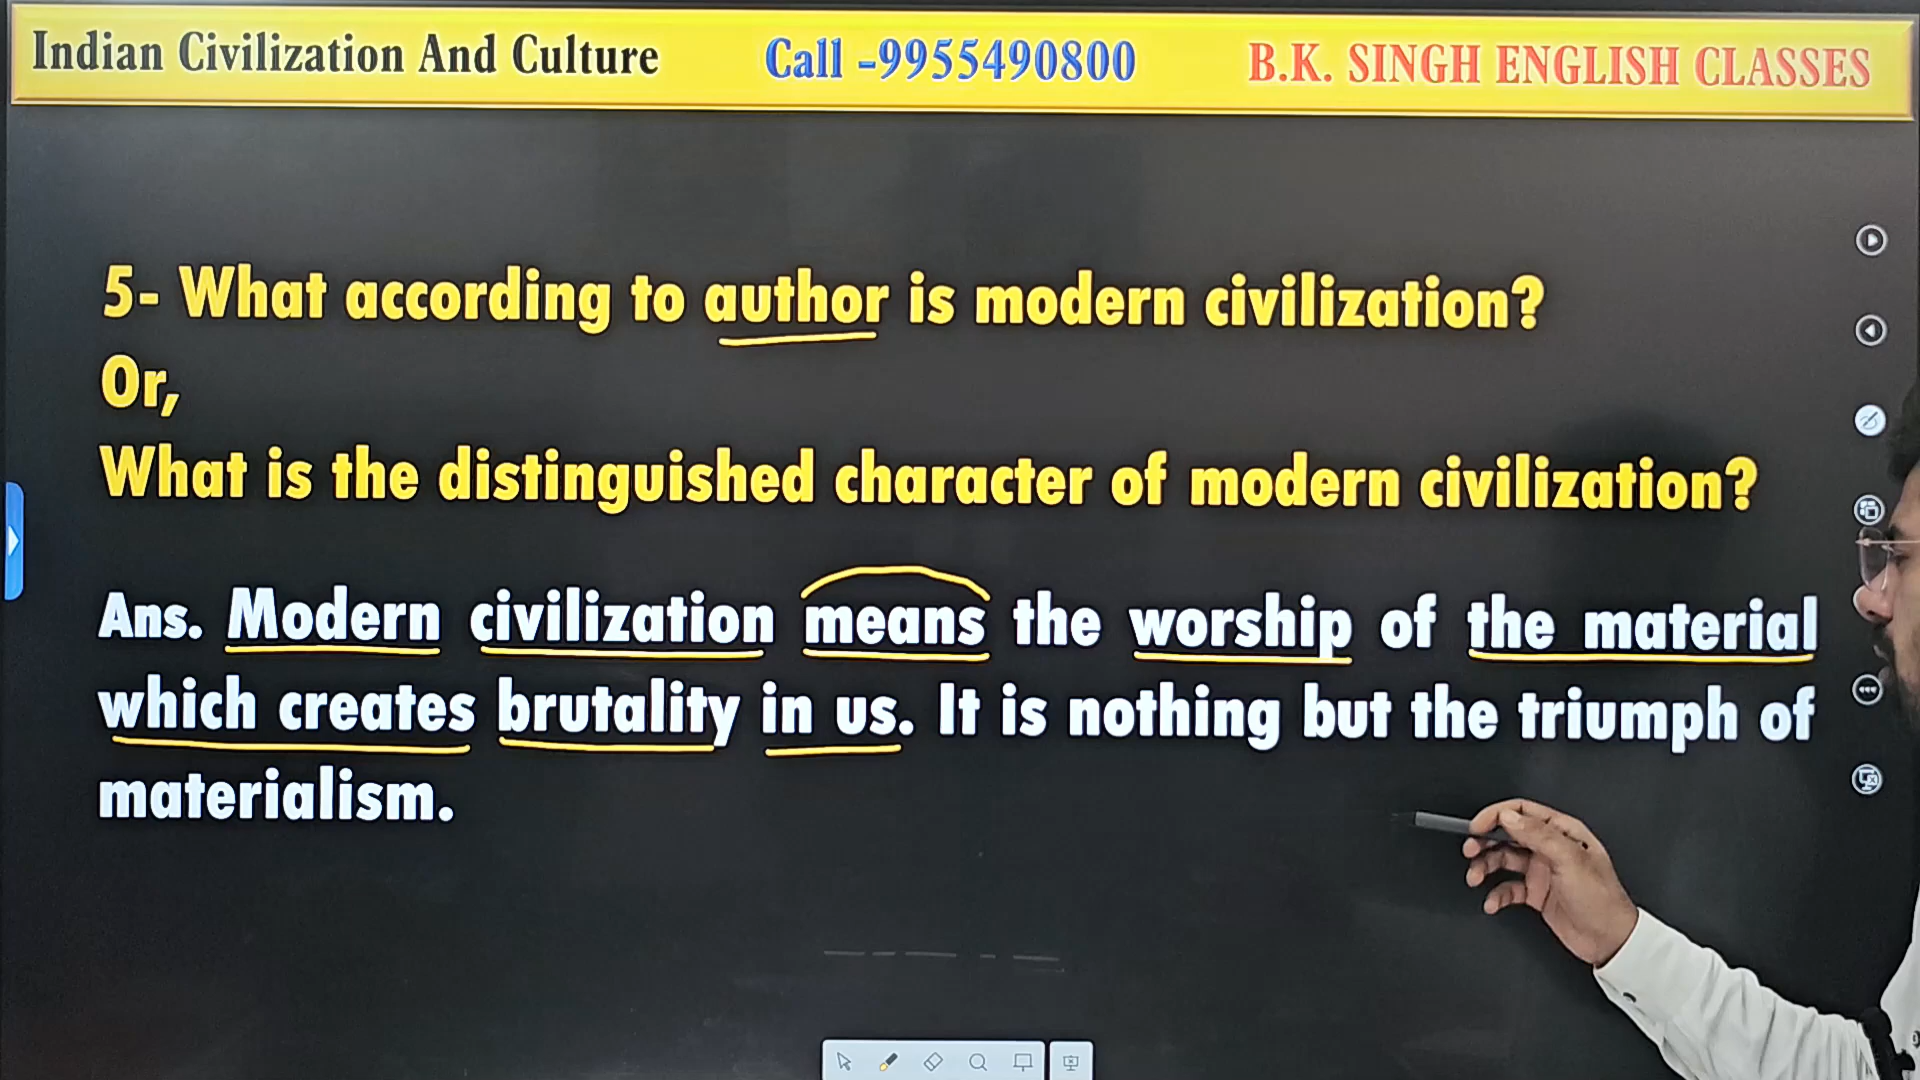 Indian Civilization And Culture Call -9955490800 B.K. SINGH ENGLISH CLASSES
5- What according to author is modern civilization?
Or,
What is the distinguished character of modern civilization?
Ans. Modern civilization means the worship of the material
which creates brutality in us. It is nothing but the triumph of
materialism.